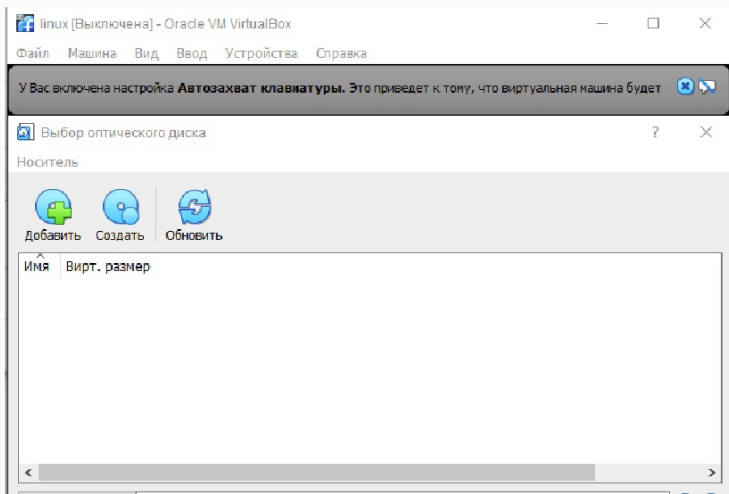 linux [Выключена] - Oracle VM VirtualBox
Файл Машина Вид Ввод Устройства Справка
У Вас включена настройка Автозахват клавиатуры. Это приведет к тому, что виртуальная машина будет
Выбор оптического диска ?
Носитель
Добавить Создать Обновить
Имя Вирт. размер